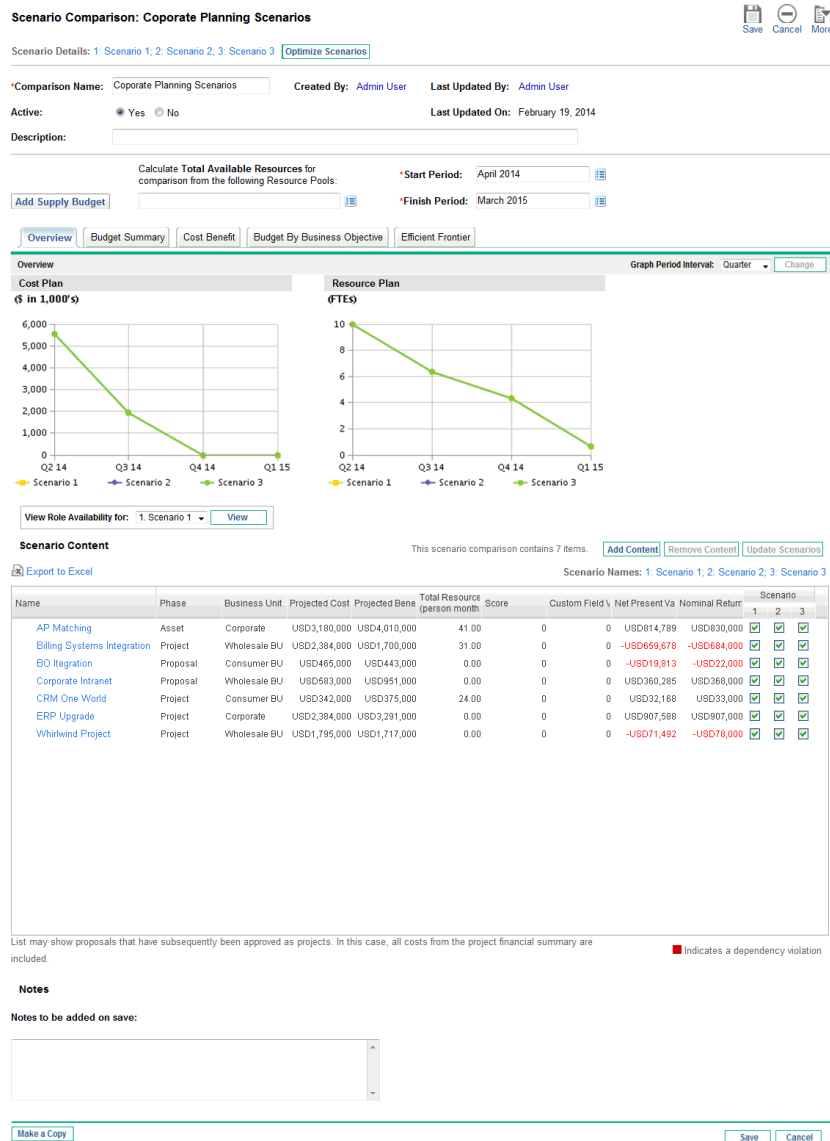 Scenario Comparison: Coporate Planning Scenarios
Save Cancel More
Scenario Details: 1: Scenario 1; 2: Scenario 2; 3: Scenario 3 Optimize Scenarios
*Comparison Name: Coporate Planning Scenarios Created By: Admin User Last Updated By: Admin User
Active: Yes No Last Updated On: February 19, 2014
Description:
Calculate Total Available Resources for
comparison from the following Resource Pools:
*Start Period: April 2014
Add Supply Budget *Finish Period: March 2015
Overview Budget Summary Cost Benefit Budget By Business Objective Efficient Frontier
Overview Graph Period Interval: Quarter Change
Cost Plan Resource Plan
($ in 1,000's) (FTEs)
6,000 10
5,000 8
4,000 6
3,000 4
2,000 2
1,000 0
0
Q2 14 Q3 14 Q4 14 Q1 15 Q2 14 Q3 14 Q4 14 Q1 15
Scenario 1 Scenario 2 Scenario 3 Scenario 1 Scenario 2 Scenario 3
View Role Availability for: 1. Scenario 1 View
Scenario Content This scenario comparison contains 7 items. Add Content Remove Content Update Scenarios
Export to Excel Scenario Names: 1: Scenario 1; 2: Scenario 2; 3: Scenario 3
Name Phase Business Unit Projected Cost Projected Bene Total Resource (person month Score Custom Field V Net Present Va Nominal Return Scenario 1 2 3
AP Matching Asset Corporate USD3,180,000 USD4,010,000 41.00 0 0 USD814,789 USD830,000
Billing Systems Integration Project Wholesale BU USD2,384,000 USD1,700,000 31.00 0 0 -USD659,678 -USD684,000
BO Itegration Proposal Consumer BU USD465,000 USD443,000 0.00 0 0 -USD19,813 -USD22,000
Corporate Intranet Proposal Wholesale BU USD583,000 USD951,000 0.00 0 0 USD360,285 USD368,000
CRM One World Project Consumer BU USD342,000 USD375,000 24.00 0 0 USD32,168 USD33,000
ERP Upgrade Project Corporate USD2,384,000 USD3,291,000 0.00 0 0 USD907,588 USD907,000
Whirlwind Project Project Wholesale BU USD1,795,000 USD1,717,000 0.00 0 0 -USD71,492 -USD78,000
List may show proposals that have subsequently been approved as projects. In this case, all costs from the project financial summary are
included.
Indicates a dependency violation
Notes
Notes to be added on save:
Make a Copy Save Cancel